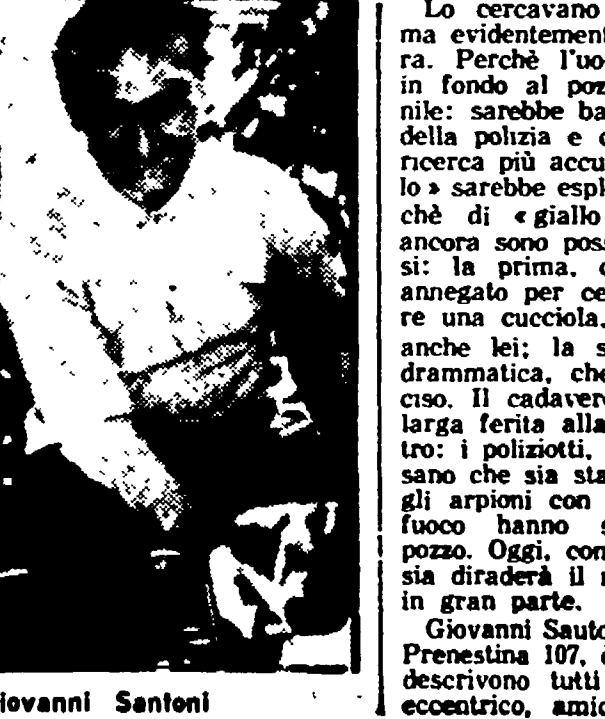 iovanni Santoni
Lo cercavano
ma evidentement
ra. Perchè l'uo-
in fondo al poz
nile: sarebbe ba
della polizia e c
ricerca più accu
lo » sarebbe espl
chè di « giallo
ancora sono poss
si: la prima, c
annegato per ce
re una cucciola,
anche lei; la s
drammatica, che
ciso. Il cadavere
larga ferita alla
tro: i poliziotti,
sano che sia sta
gli arpioni con
fuoco hanno s
pozzo. Oggi, con
sia diraderà il m
in gran parte.
Giovanni Sauto
Prenestina 107, è
descrivono tutti
eccentrico, amic